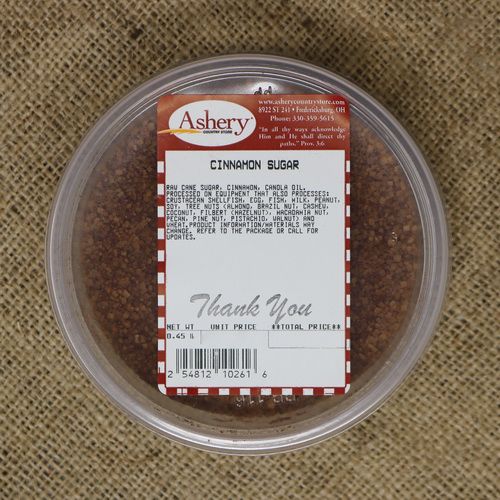 Ashery
COUNTRY STORE
www.asherycountrystore.com
8922 ST 241 • Fredericksburg, OH
Phone: 330-359-5615
"In all thy ways acknowledge
Him and He shall direct thy
paths." Prov. 3:6
CINNAMON SUGAR
RAW CANE SUGAR, CINNAMON, CANOLA OIL.
PROCESSED ON EQUIPMENT THAT ALSO PROCESSES:
CRUSTACEAN SHELLFISH, EGG, FISH, MILK, PEANUT,
SOY, TREE NUTS (ALMOND, BRAZIL NUT, CASHEW,
COCONUT, FILBERT (HAZELNUT), MACADAMIA NUT,
PECAN, PINE NUT, PISTACHIO, WALNUT) AND
WHEAT.PRODUCT INFORMATION/MATERIALS MAY
CHANGE. REFER TO THE PACKAGE OR CALL FOR
UPDATES.
Thank You
NET WT UNIT PRICE **TOTAL PRICE**
0.45 lb
2 54812 10261 6